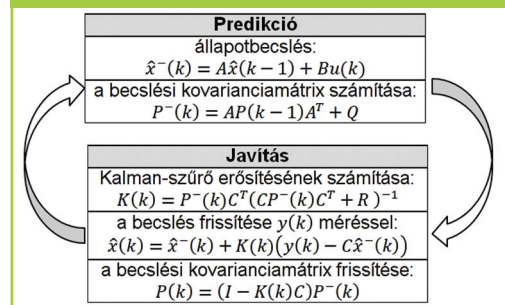 Predikció
állapotbecslés:
x̂⁻(k) = Ax̂(k − 1) + Bu(k)
a becslési kovarianciamátrix számítása:
P⁻(k) = AP(k − 1)Aᵀ + Q
Javítás
Kalman-szűrő erősítésének számítása:
K(k) = P⁻(k)Cᵀ(CP⁻(k)Cᵀ + R )⁻¹
a becslés frissítése y(k) méréssel:
x̂(k) = x̂⁻(k) + K(k)(y(k) − Cx̂⁻(k))
a becslési kovarianciamátrix frissítése:
P(k) = (I − K(k)C)P⁻(k)